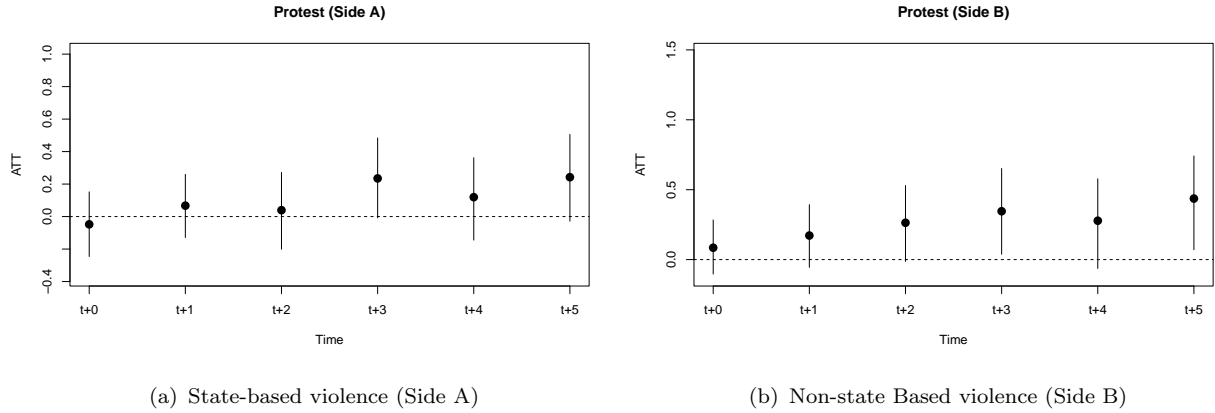 Protest (Side A)
1.0
0.8
0.6
0.4
0.2
0.0
−0.4
ATT
t+0 t+1 t+2 t+3 t+4 t+5
Time
(a) State-based violence (Side A)
Protest (Side B)
1.5
1.0
0.5
0.0
ATT
t+0 t+1 t+2 t+3 t+4 t+5
Time
(b) Non-state Based violence (Side B)